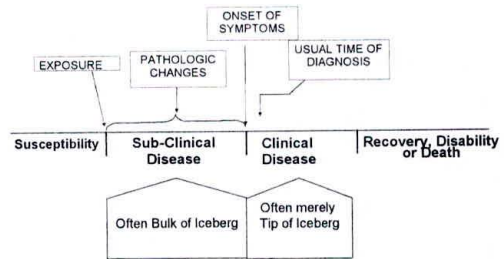 ONSET OF
SYMPTOMS
EXPOSURE
PATHOLOGIC
CHANGES
USUAL TIME OF
DIAGNOSIS
Susceptibility
Sub-Clinical
Disease
Clinical
Disease
Recovery, Disability
or Death
Often Bulk of Iceberg
Often merely
Tip of Iceberg